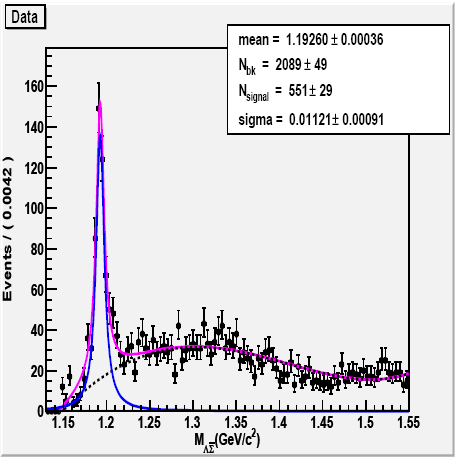 Data
mean = 1.19260 ± 0.00036
N_bk = 2089 ± 49
N_signal = 551 ± 29
sigma = 0.01121 ± 0.00091
160
140
120
100
80
60
40
20
0
Events / ( 0.0042 )
1.15 1.2 1.25 1.3 1.35 1.4 1.45 1.5 1.55
M_ΛΣ̅(GeV/c²)